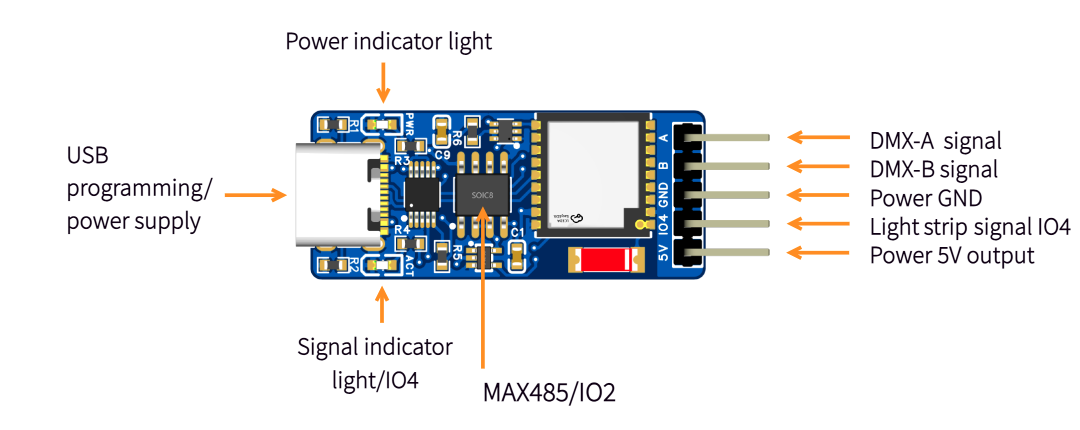 Power indicator light
USB
programming/
power supply
R1
PWR
R3
C9
R6
SOIC8
R4
R2
ACT
R5
C1
A
B
GND
IO4
5V
DMX-A signal
DMX-B signal
Power GND
Light strip signal IO4
Power 5V output
Signal indicator
light/IO4
MAX485/IO2